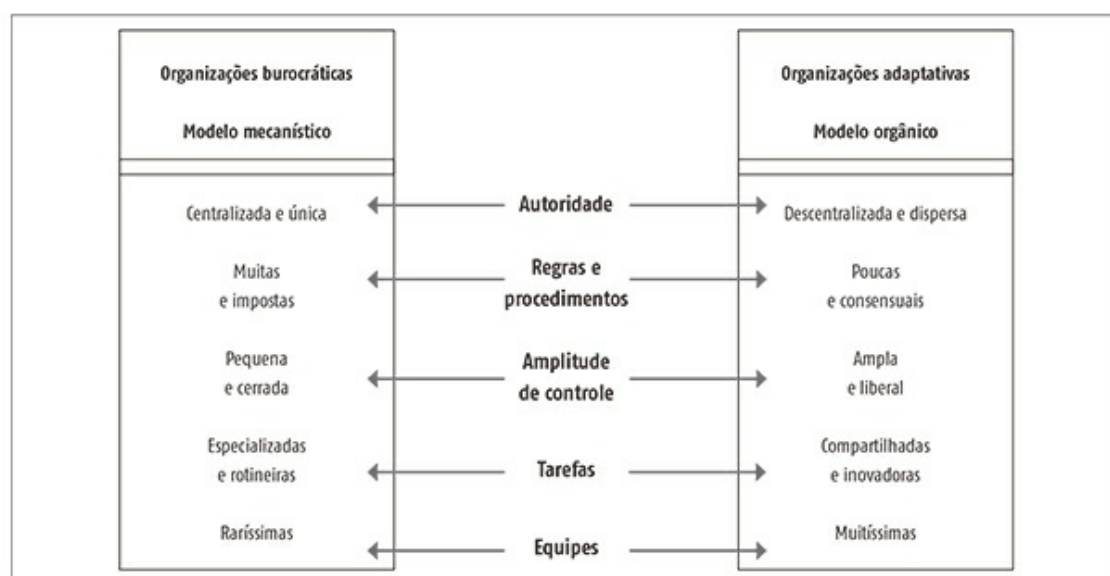 Organizações burocráticas
Modelo mecanístico
Organizações adaptativas
Modelo orgânico
Centralizada e única
Autoridade
Descentralizada e dispersa
Muitas
e impostas
Regras e
procedimentos
Poucas
e consensuais
Pequena
e cerrada
Amplitude
de controle
Ampla
e liberal
Especializadas
e rotineiras
Tarefas
Compartilhadas
e inovadoras
Raríssimas
Equipes
Muitíssimas